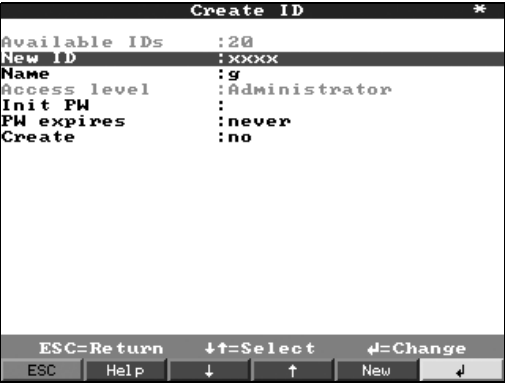 Create ID *
Available IDs :20
New ID :xxxx
Name :g
Access level :Administrator
Init PW :
PW expires :never
Create :no
ESC=Return ↓↑=Select ↲=Change
ESC Help ↓ ↑ New ↲